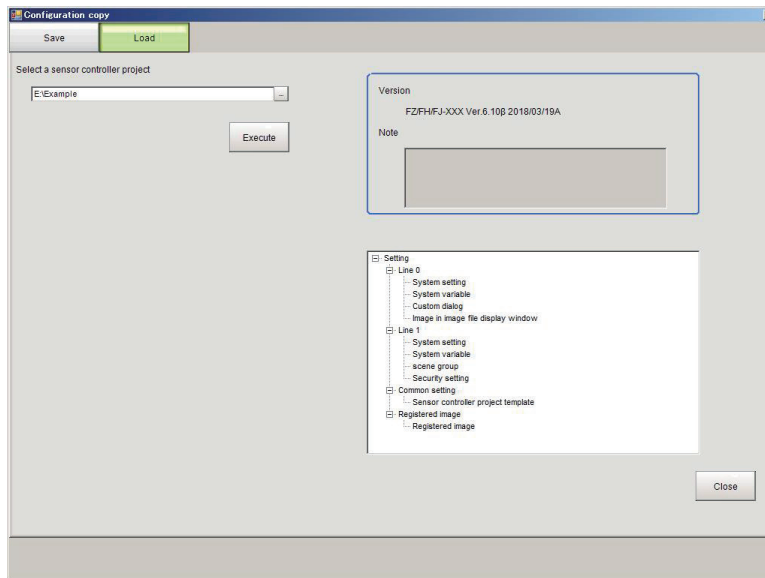 Configuration copy
Save
Load
Select a sensor controller project
E:\Example
...
Execute
Version
FZ/FH/FJ-XXX Ver.6.10β 2018/03/19A
Note
Setting
Line 0
System setting
System variable
Custom dialog
Image in image file display window
Line 1
System setting
System variable
scene group
Security setting
Common setting
Sensor controller project template
Registered image
Registered image
Close